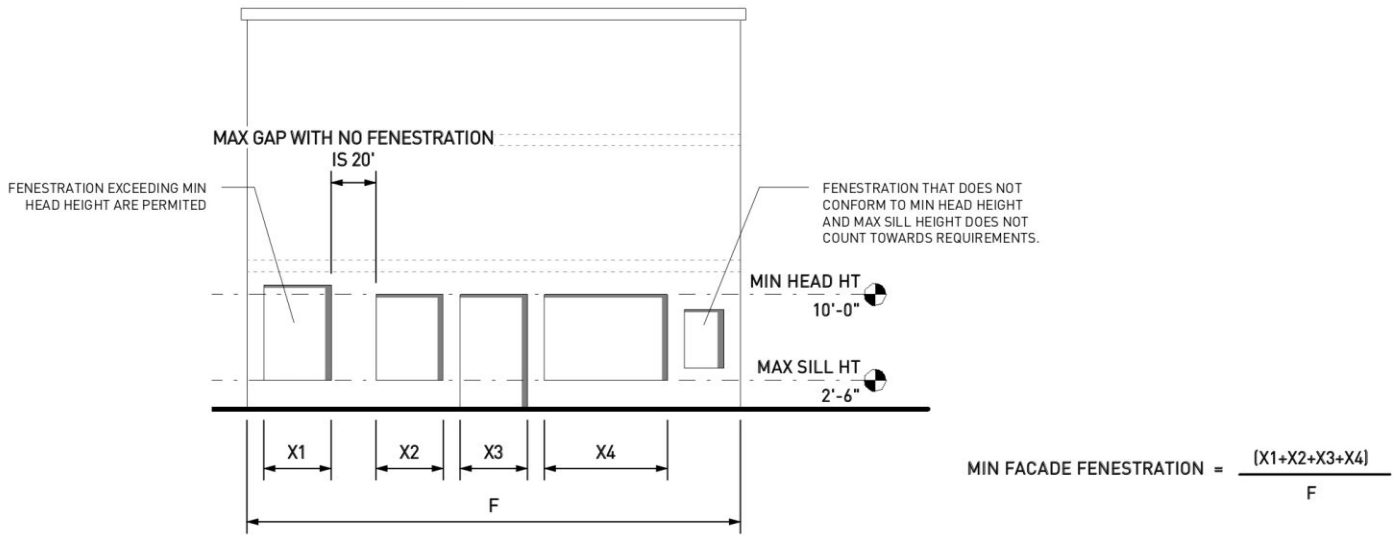 MAX GAP WITH NO FENESTRATION
IS 20'
FENESTRATION EXCEEDING MIN
HEAD HEIGHT ARE PERMITED
FENESTRATION THAT DOES NOT
CONFORM TO MIN HEAD HEIGHT
AND MAX SILL HEIGHT DOES NOT
COUNT TOWARDS REQUIREMENTS.
MIN HEAD HT
10'-0"
MAX SILL HT
2'-6"
X1
X2
X3
X4
F
MIN FACADE FENESTRATION = (X1+X2+X3+X4)
F